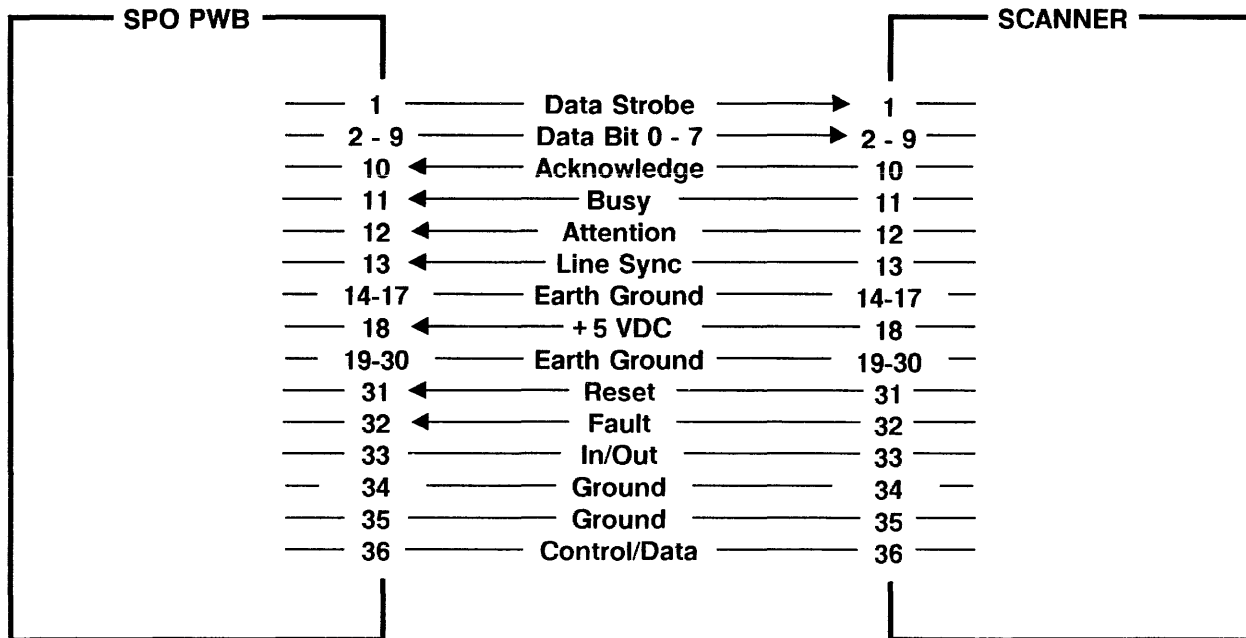 SPO PWB SCANNER
1 Data Strobe 1
2 - 9 Data Bit 0 - 7 2 - 9
10 Acknowledge 10
11 Busy 11
12 Attention 12
13 Line Sync 13
14-17 Earth Ground 14-17
18 +5 VDC 18
19-30 Earth Ground 19-30
31 Reset 31
32 Fault 32
33 In/Out 33
34 Ground 34
35 Ground 35
36 Control/Data 36